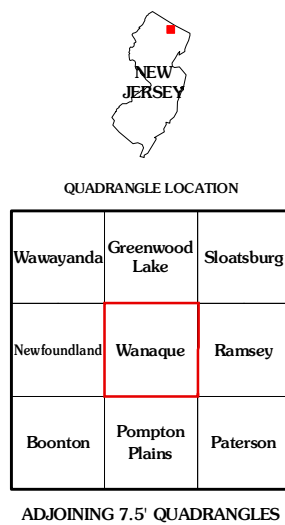 NEW
JERSEY
QUADRANGLE LOCATION
Wawayanda
Greenwood
Lake
Sloatsburg
Newfoundland
Wanaque
Ramsey
Boonton
Pompton
Plains
Paterson
ADJOINING 7.5' QUADRANGLES